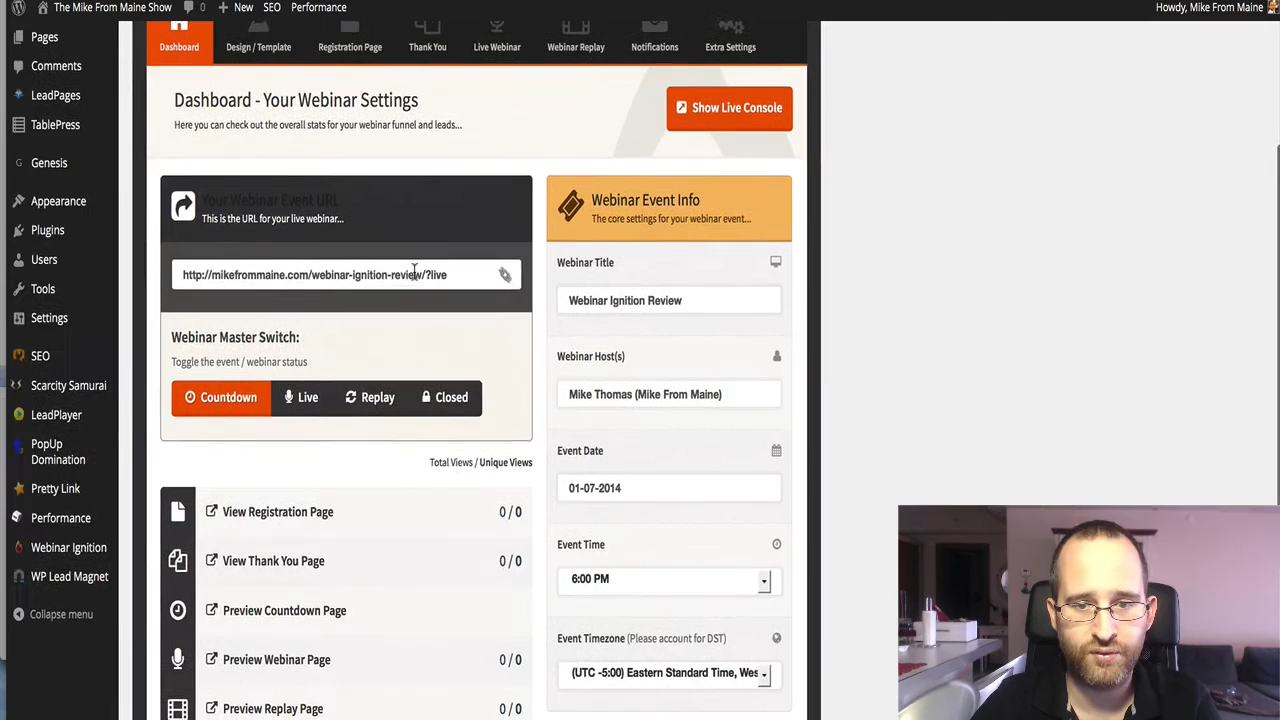 The Mike From Maine Show 0 + New SEO Performance Howdy, Mike From Maine
Pages
Comments
LeadPages
TablePress
Genesis
Appearance
Plugins
Users
Tools
Settings
SEO
Scarcity Samurai
LeadPlayer
PopUp
Domination
Pretty Link
Performance
Webinar Ignition
WP Lead Magnet
Collapse menu
Dashboard Design / Template Registration Page Thank You Live Webinar Webinar Replay Notifications Extra Settings
Dashboard - Your Webinar Settings
Here you can check out the overall stats for your webinar funnel and leads...
Show Live Console
Your Webinar Event URL
This is the URL for your live webinar...
http://mikefrommaine.com/webinar-ignition-review/?live
Webinar Master Switch:
Toggle the event / webinar status
Countdown Live Replay Closed
Total Views / Unique Views
View Registration Page 0 / 0
View Thank You Page 0 / 0
Preview Countdown Page
Preview Webinar Page 0 / 0
Preview Replay Page 0 / 0
Webinar Event Info
The core settings for your webinar event...
Webinar Title
Webinar Ignition Review
Webinar Host(s)
Mike Thomas (Mike From Maine)
Event Date
01-07-2014
Event Time
6:00 PM
Event Timezone (Please account for DST)
(UTC -5:00) Eastern Standard Time, Wes